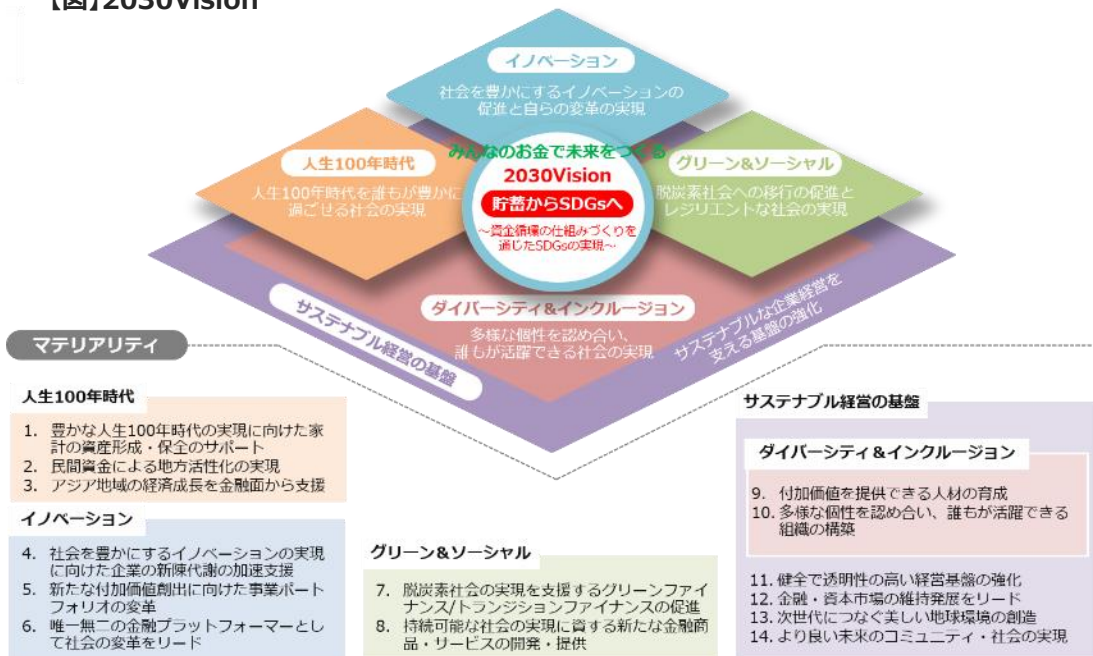 【図】2030Vision
イノベーション
社会を豊かにするイノベーションの
促進と自らの変革の実現
人生100年時代
人生100年時代を誰もが豊かに
過ごせる社会の実現
みんなのお金で未来をつくる
2030Vision
貯蓄からSDGsへ
～資金循環の仕組みづくりを
通じたSDGsの実現～
グリーン&ソーシャル
脱炭素社会への移行の促進と
レジリエントな社会の実現
ダイバーシティ&インクルージョン
多様な個性を認め合い、
誰もが活躍できる社会の実現
サステナブル経営の基盤
サステナブルな企業経営を
支える基盤の強化
マテリアリティ
人生100年時代
1. 豊かな人生100年時代の実現に向けた家
計の資産形成・保全のサポート
2. 民間資金による地方活性化の実現
3. アジア地域の経済成長を金融面から支援
イノベーション
4. 社会を豊かにするイノベーションの実現
に向けた企業の新陳代謝の加速支援
5. 新たな付加価値創出に向けた事業ポート
フォリオの変革
6. 唯一無二の金融プラットフォーマーとし
て社会の変革をリード
グリーン&ソーシャル
7. 脱炭素社会の実現を支援するグリーンファイ
ナンス/トランジションファイナンスの促進
8. 持続可能な社会の実現に資する新たな金融商
品・サービスの開発・提供
サステナブル経営の基盤
ダイバーシティ&インクルージョン
9. 付加価値を提供できる人材の育成
10. 多様な個性を認め合い、誰もが活躍できる
組織の構築
11. 健全で透明性の高い経営基盤の強化
12. 金融・資本市場の維持発展をリード
13. 次世代につなぐ美しい地球環境の創造
14. より良い未来のコミュニティ・社会の実現